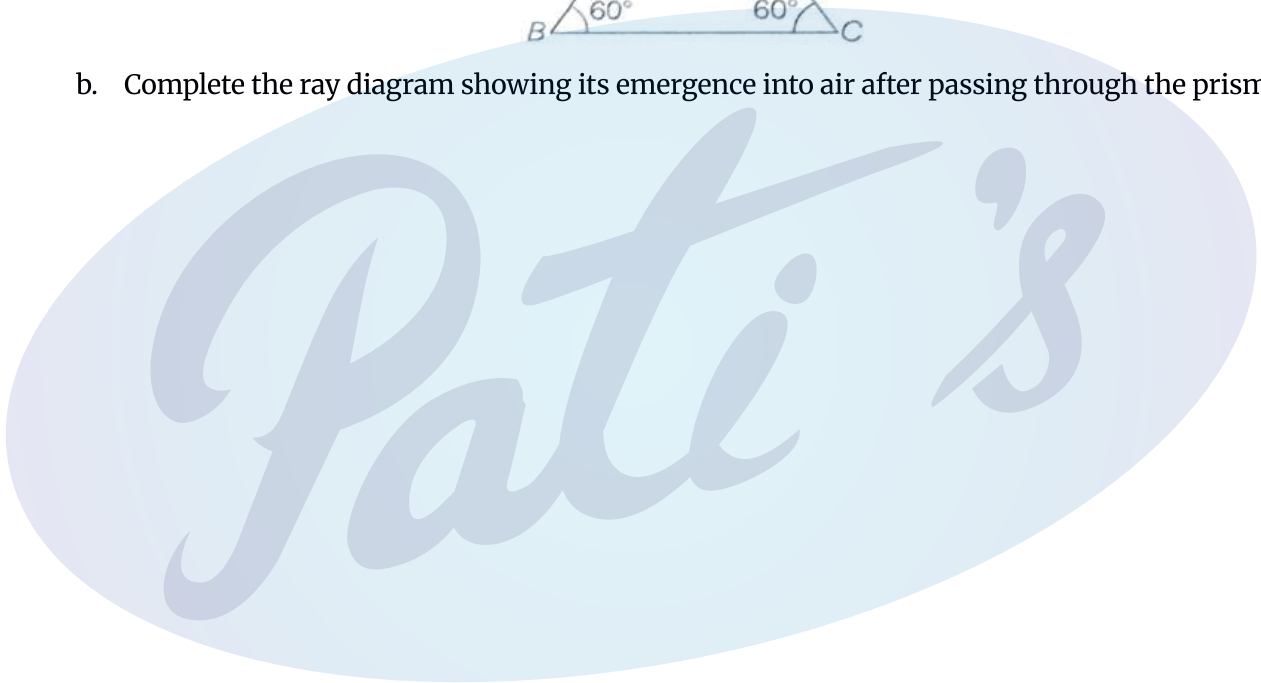 60° 60°
B C
b. Complete the ray diagram showing its emergence into air after passing through the prism
Pati's